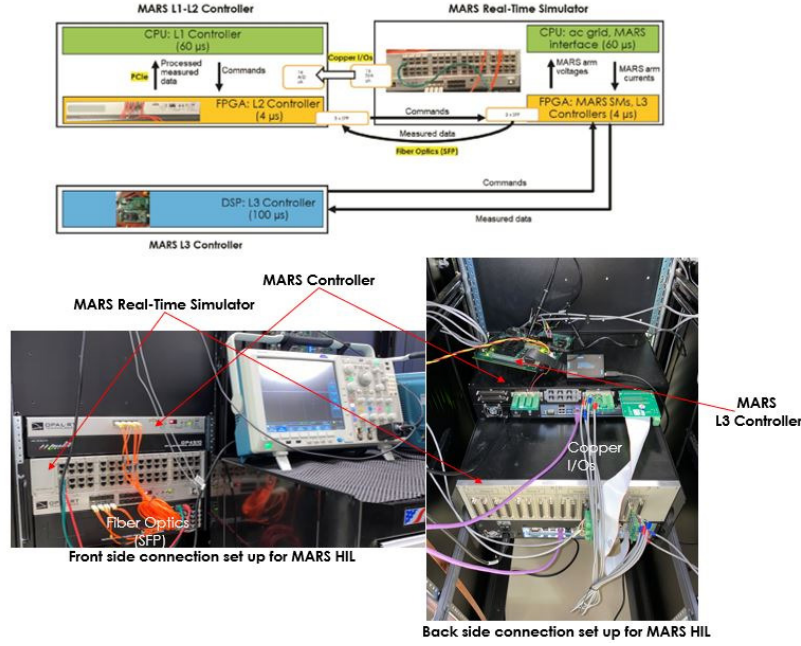 MARS L1-L2 Controller
MARS Real-Time Simulator
CPU: L1 Controller
(60 µs)
PCIe
Processed
measured
data
Commands
FPGA: L2 Controller
(4 µs)
Copper I/Os
CPU: ac grid, MARS
interface (60 µs)
MARS arm
voltages
MARS arm
currents
FPGA: MARS SMs, L3
Controllers (4 µs)
Commands
Measured data
Fiber Optics (SFP)
Commands
DSP: L3 Controller
(100 µs)
Measured data
MARS L3 Controller
MARS Controller
MARS Real-Time Simulator
MARS
L3 Controller
Copper
I/Os
Fiber Optics
(SFP)
Front side connection set up for MARS HIL
Back side connection set up for MARS HIL